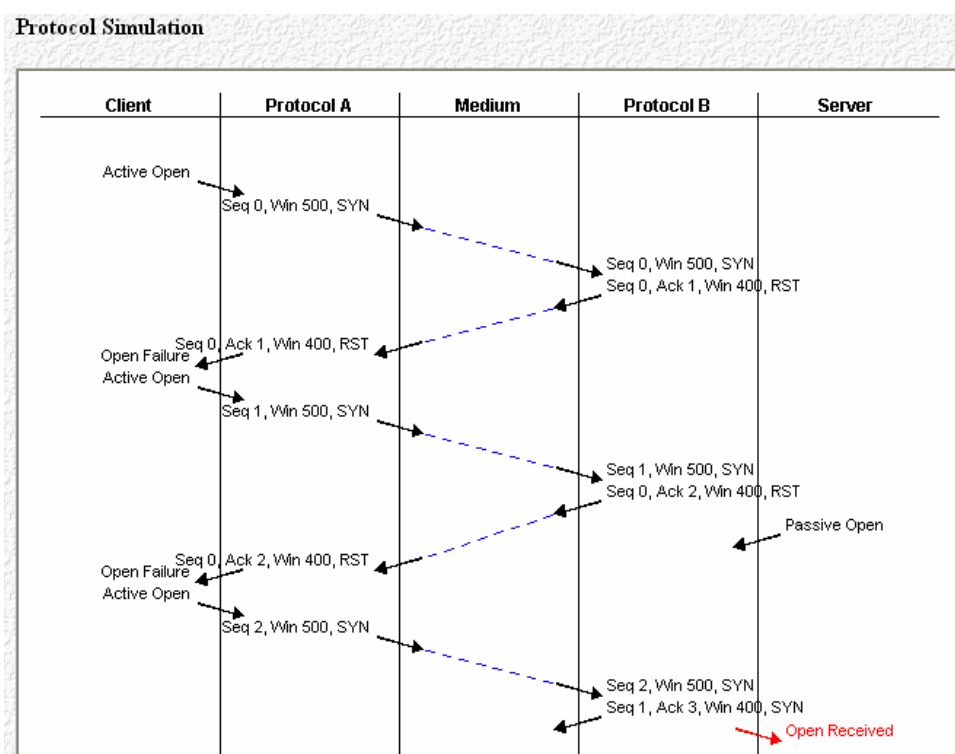 Protocol Simulation
Client Protocol A Medium Protocol B Server
Active Open
Seq 0, Win 500, SYN
Seq 0, Win 500, SYN
Seq 0, Ack 1, Win 400, RST
Seq 0, Ack 1, Win 400, RST
Open Failure
Active Open
Seq 1, Win 500, SYN
Seq 1, Win 500, SYN
Seq 0, Ack 2, Win 400, RST
Passive Open
Seq 0, Ack 2, Win 400, RST
Open Failure
Active Open
Seq 2, Win 500, SYN
Seq 2, Win 500, SYN
Seq 1, Ack 3, Win 400, SYN
Open Received